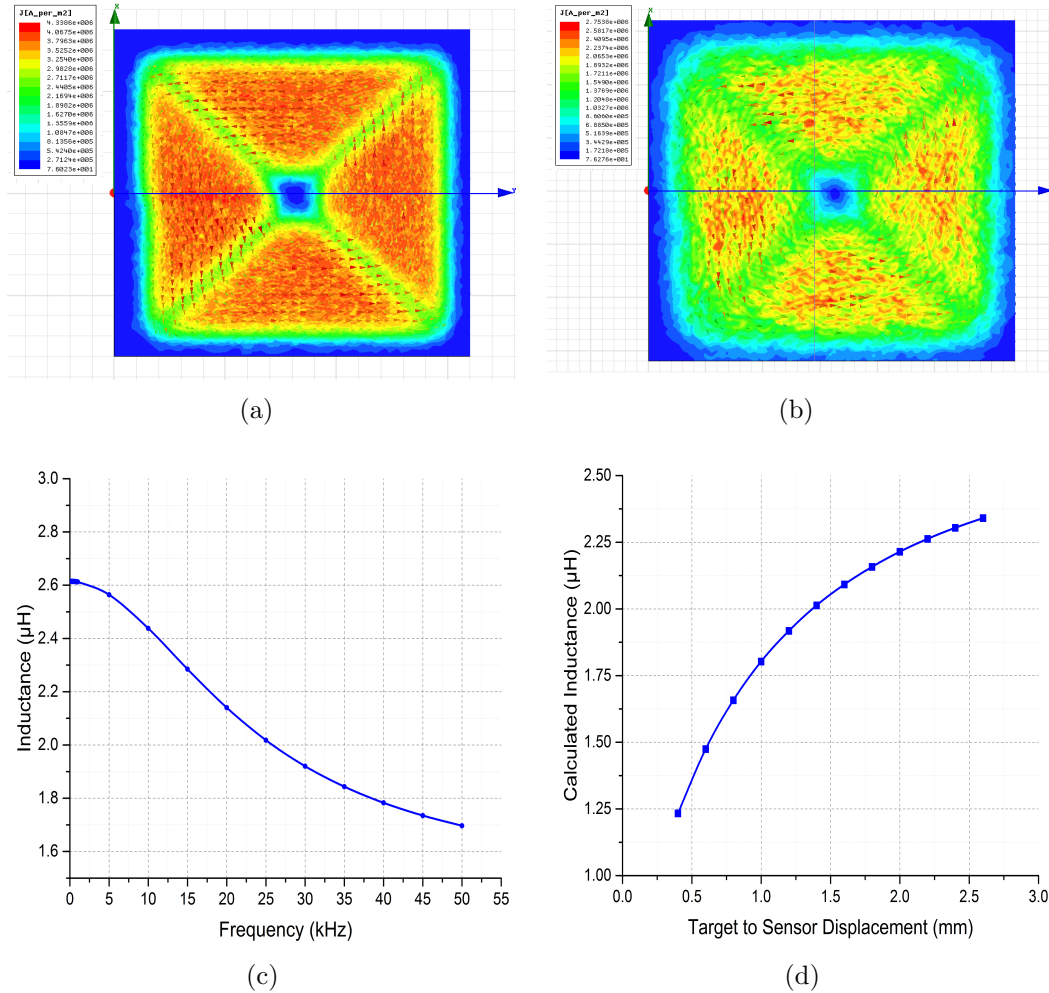 J[A_per_m2]
4.3386e+006
4.0675e+006
3.7963e+006
3.5252e+006
3.2540e+006
2.9828e+006
2.7117e+006
2.4405e+006
2.1694e+006
1.8982e+006
1.6270e+006
1.3559e+006
1.0847e+006
8.1356e+005
5.4240e+005
2.7124e+005
7.6023e+001
X
Y
(a)
J[A_per_m2]
2.7538e+006
2.5817e+006
2.4095e+006
2.2374e+006
2.0653e+006
1.8932e+006
1.7211e+006
1.5490e+006
1.3769e+006
1.2048e+006
1.0327e+006
8.6060e+005
6.8850e+005
5.1639e+005
3.4429e+005
1.7218e+005
7.6276e+001
X
(b)
3.0
2.8
2.6
2.4
2.2
2.0
1.8
1.6
Inductance (μH)
0 5 10 15 20 25 30 35 40 45 50 55
Frequency (kHz)
(c)
2.50
2.25
2.00
1.75
1.50
1.25
1.00
Calculated Inductance (μH)
0.0 0.5 1.0 1.5 2.0 2.5 3.0
Target to Sensor Displacement (mm)
(d)